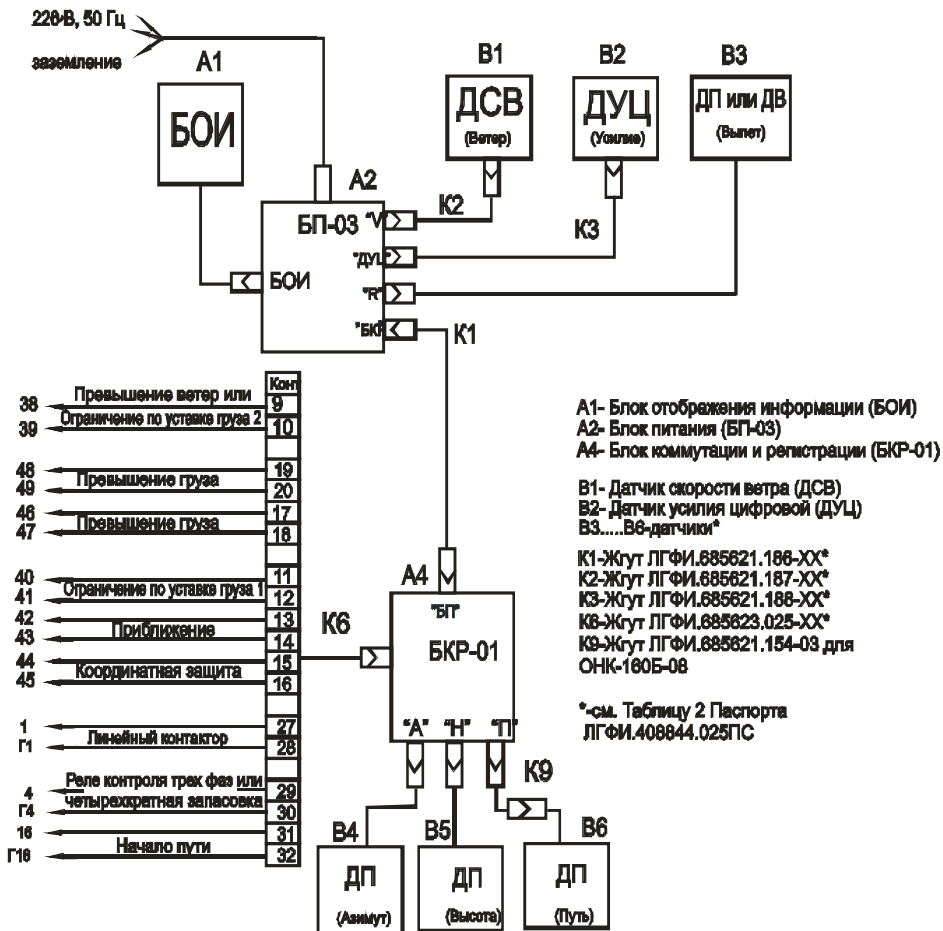 220 В, 50 Гц
заземление
А1
БОИ
В1
ДСВ
(Ветер)
В2
ДУЦ
(Усилие)
В3
ДП или ДВ
(Вылет)
А2
БП-03
"V"
"ДУЦ"
"R"
"БКР"
БОИ
К2
К3
К1
Конт
38 Превышение ветер или 9
39 Ограничение по уставке груза 2 10
48 19
49 Превышение груза 20
46 17
47 Превышение груза 18
40 11
41 Ограничение по уставке груза 1 12
42 13
43 Приближение 14
44 15
45 Координатная защита 16
1 27
Г1 Линейный контактор 28
4 Реле контроля трех фаз или 29
Г4 четырехкратная запасовка 30
16 31
Г16 Начало пути 32
К6
А4
"БП"
БКР-01
"А" "Н" "П"
К9
В4
ДП
(Азимут)
В5
ДП
(Высота)
В6
ДП
(Путь)
А1- Блок отображения информации (БОИ)
А2- Блок питания (БП-03)
А4- Блок коммутации и регистрации (БКР-01)
В1- Датчик скорости ветра (ДСВ)
В2- Датчик усилия цифровой (ДУЦ)
В3.....В6-датчики*
К1-Жгут ЛГФИ.685621.186-ХХ*
К2-Жгут ЛГФИ.685621.187-ХХ*
К3-Жгут ЛГФИ.685621.188-ХХ*
К6-Жгут ЛГФИ.685623.025-ХХ*
К9-Жгут ЛГФИ.685621.154-03 для
ОНК-160Б-08
*-см. Таблицу 2 Паспорта
ЛГФИ.408844.025ПС